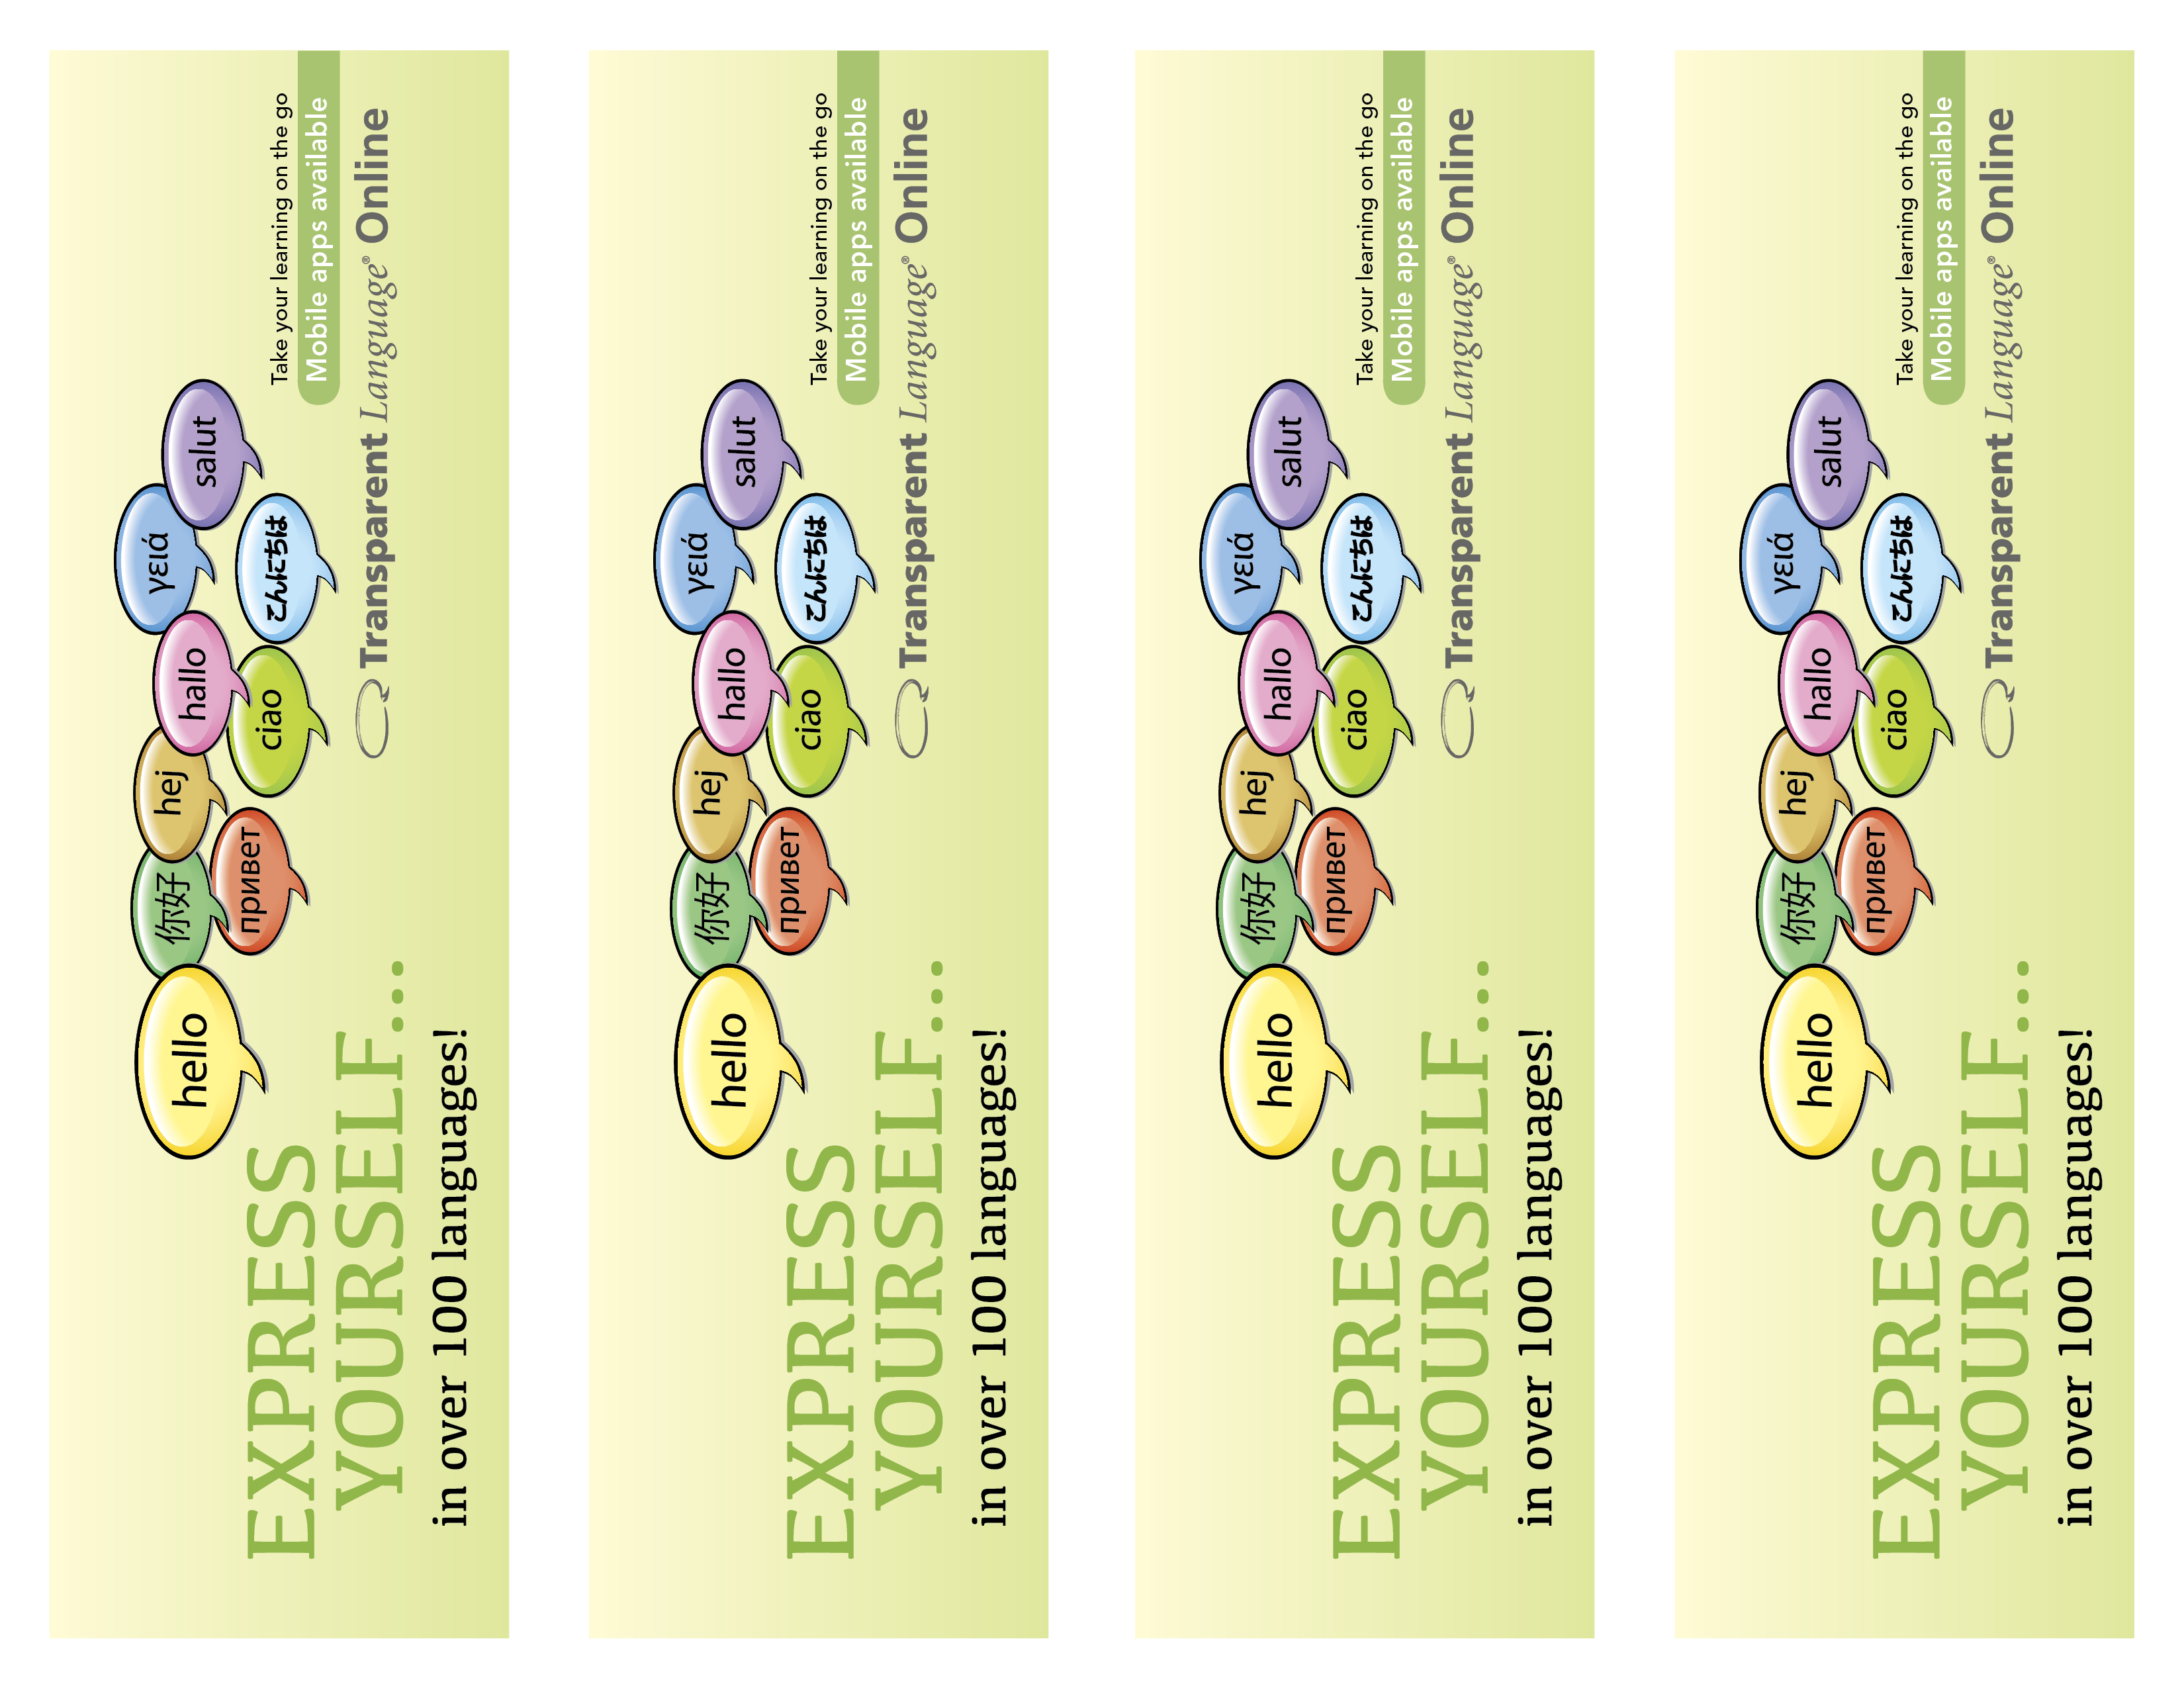 EXPRESS
YOURSELF...
in over 100 languages!
hello
你好
привет
hej
hallo
ciao
γειά
こんにちは
salut
Take your learning on the go
Mobile apps available
Transparent Language® Online
EXPRESS
YOURSELF...
in over 100 languages!
hello
你好
привет
hej
hallo
ciao
γειά
こんにちは
salut
Take your learning on the go
Mobile apps available
Transparent Language® Online
EXPRESS
YOURSELF...
in over 100 languages!
hello
你好
привет
hej
hallo
ciao
γειά
こんにちは
salut
Take your learning on the go
Mobile apps available
Transparent Language® Online
EXPRESS
YOURSELF...
in over 100 languages!
hello
你好
привет
hej
hallo
ciao
γειά
こんにちは
salut
Take your learning on the go
Mobile apps available
Transparent Language® Online